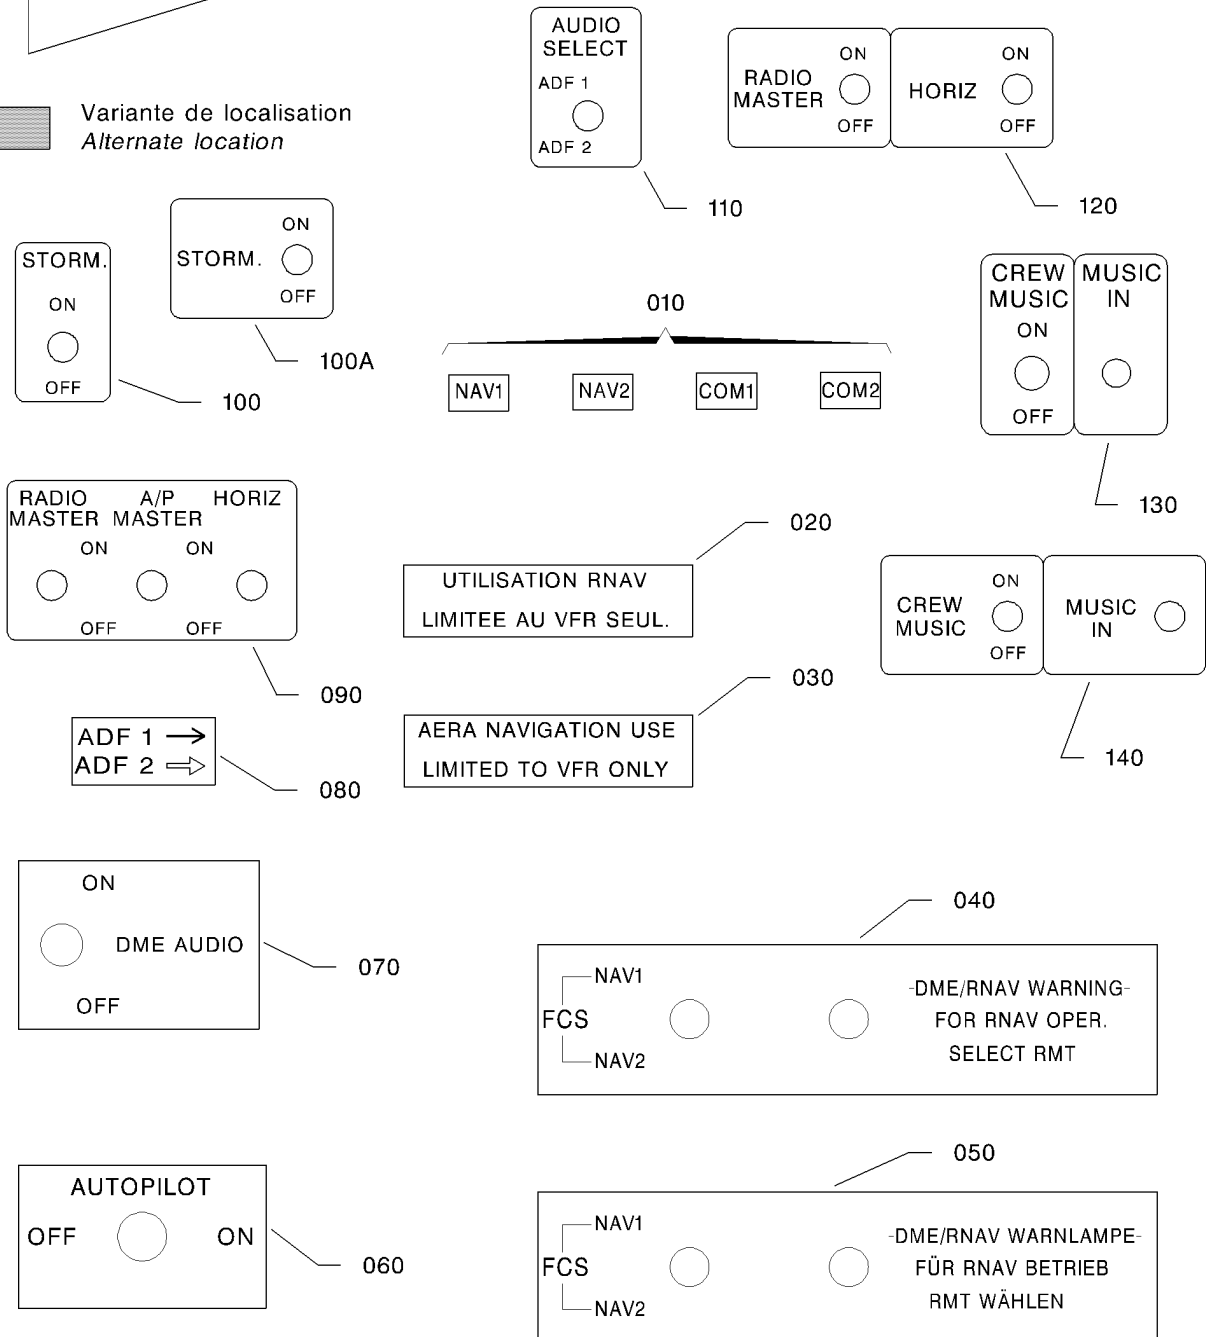 AUDIO
SELECT
ADF 1
ADF 2
110
RADIO
MASTER
ON
OFF
HORIZ
ON
OFF
120
Variante de localisation
Alternate location
STORM.
ON
OFF
100
STORM.
ON
OFF
100A
010
NAV1
NAV2
COM1
COM2
CREW
MUSIC
ON
OFF
MUSIC
IN
130
RADIO
MASTER
A/P
MASTER
HORIZ
ON
ON
OFF
OFF
090
020
UTILISATION RNAV
LIMITEE AU VFR SEUL.
CREW
MUSIC
ON
OFF
MUSIC
IN
140
030
AERA NAVIGATION USE
LIMITED TO VFR ONLY
ADF 1 →
ADF 2 ⇨
080
ON
DME AUDIO
OFF
070
040
NAV1
FCS
NAV2
-DME/RNAV WARNING-
FOR RNAV OPER.
SELECT RMT
AUTOPILOT
OFF
ON
060
050
NAV1
FCS
NAV2
-DME/RNAV WARNLAMPE-
FÜR RNAV BETRIEB
RMT WÄHLEN